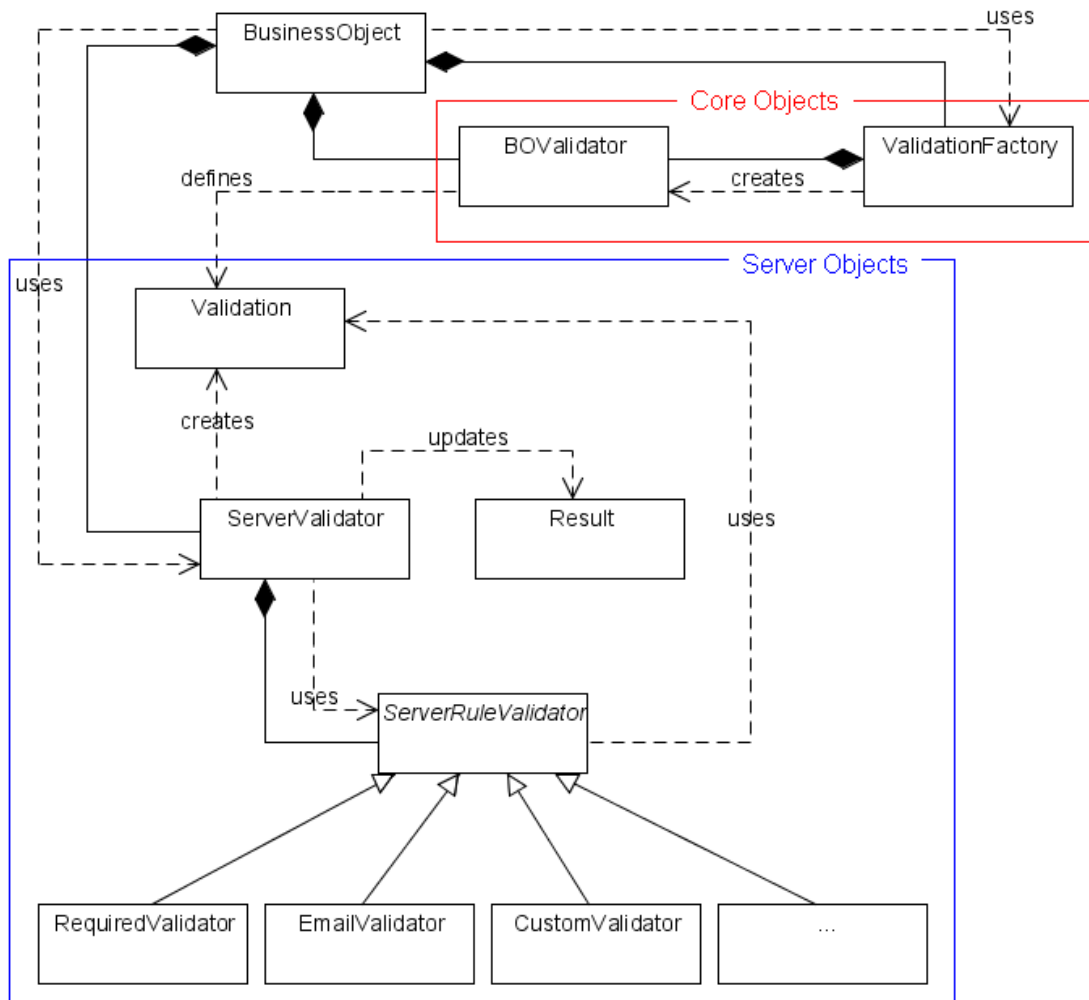 BusinessObject
uses
Core Objects
BOValidator
ValidationFactory
defines
creates
Server Objects
uses
Validation
creates
updates
ServerValidator
Result
uses
uses
ServerRuleValidator
RequiredValidator
EmailValidator
CustomValidator
...